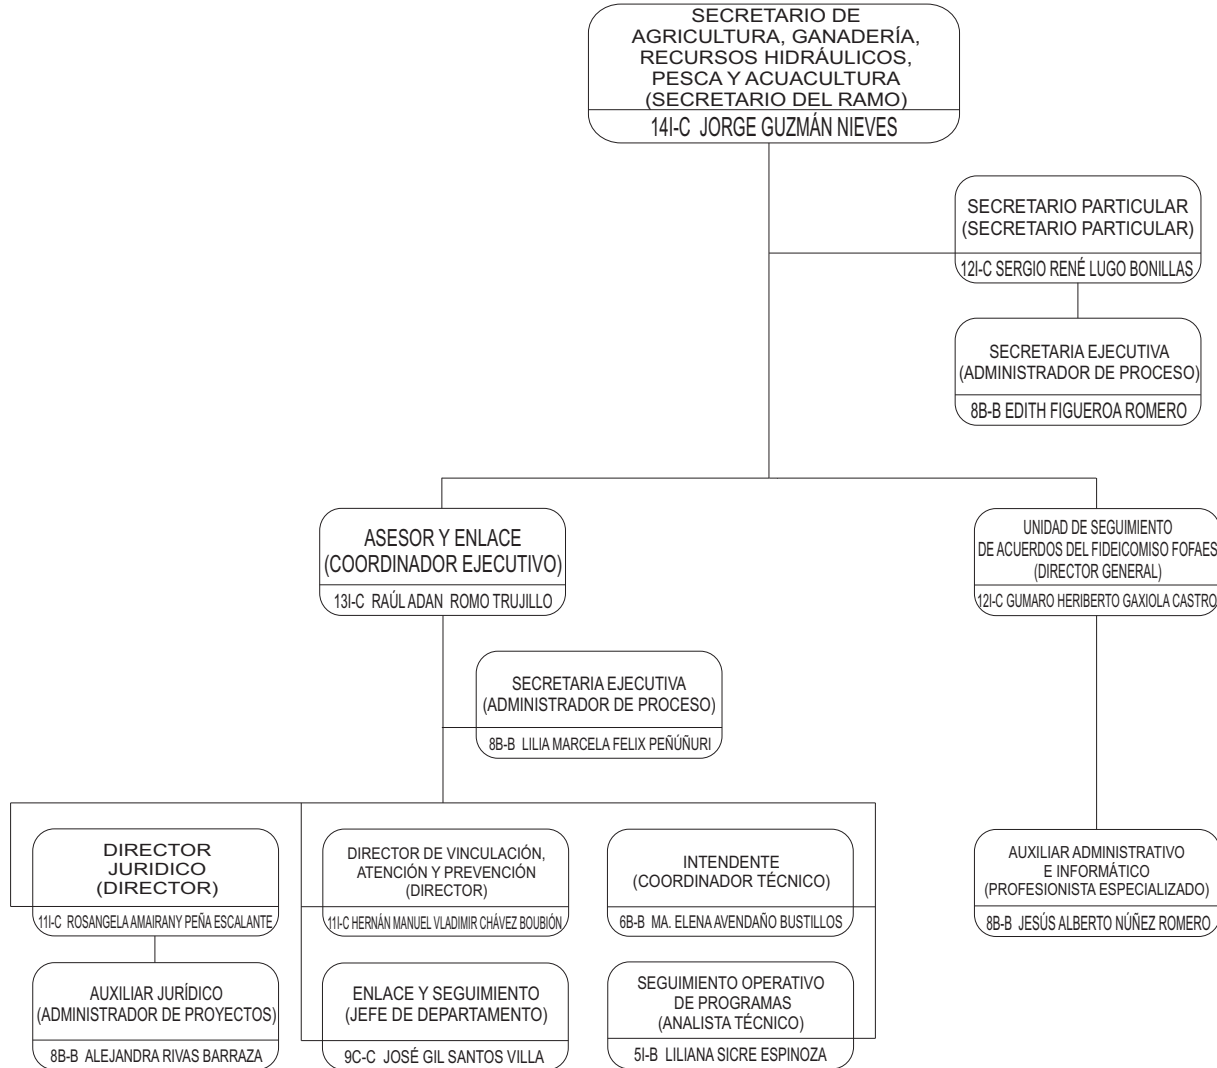 SECRETARIO DE
AGRICULTURA, GANADERÍA,
RECURSOS HIDRÁULICOS,
PESCA Y ACUACULTURA
(SECRETARIO DEL RAMO)
14I-C JORGE GUZMÁN NIEVES
SECRETARIO PARTICULAR
(SECRETARIO PARTICULAR)
12I-C SERGIO RENÉ LUGO BONILLAS
SECRETARIA EJECUTIVA
(ADMINISTRADOR DE PROCESO)
8B-B EDITH FIGUEROA ROMERO
ASESOR Y ENLACE
(COORDINADOR EJECUTIVO)
13I-C RAÚL ADAN ROMO TRUJILLO
UNIDAD DE SEGUIMIENTO
DE ACUERDOS DEL FIDEICOMISO FOFAES
(DIRECTOR GENERAL)
12I-C GUMARO HERIBERTO GAXIOLA CASTRO
SECRETARIA EJECUTIVA
(ADMINISTRADOR DE PROCESO)
8B-B LILIA MARCELA FELIX PEÑÚÑURI
DIRECTOR
JURIDICO
(DIRECTOR)
11I-C ROSANGELA AMAIRANY PEÑA ESCALANTE
DIRECTOR DE VINCULACIÓN,
ATENCIÓN Y PREVENCIÓN
(DIRECTOR)
11I-C HERNÁN MANUEL VLADIMIR CHÁVEZ BOUBIÓN
INTENDENTE
(COORDINADOR TÉCNICO)
6B-B MA. ELENA AVENDAÑO BUSTILLOS
AUXILIAR ADMINISTRATIVO
E INFORMÁTICO
(PROFESIONISTA ESPECIALIZADO)
8B-B JESÚS ALBERTO NÚÑEZ ROMERO
AUXILIAR JURÍDICO
(ADMINISTRADOR DE PROYECTOS)
8B-B ALEJANDRA RIVAS BARRAZA
ENLACE Y SEGUIMIENTO
(JEFE DE DEPARTAMENTO)
9C-C JOSÉ GIL SANTOS VILLA
SEGUIMIENTO OPERATIVO
DE PROGRAMAS
(ANALISTA TÉCNICO)
5I-B LILIANA SICRE ESPINOZA